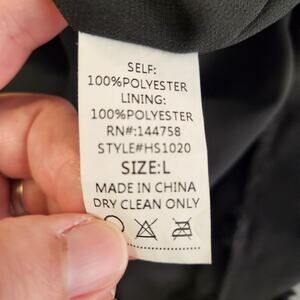 SELF:
100%POLYESTER
LINING:
100%POLYESTER
RN#:144758
STYLE#HS1020
SIZE:L
MADE IN CHINA
DRY CLEAN ONLY